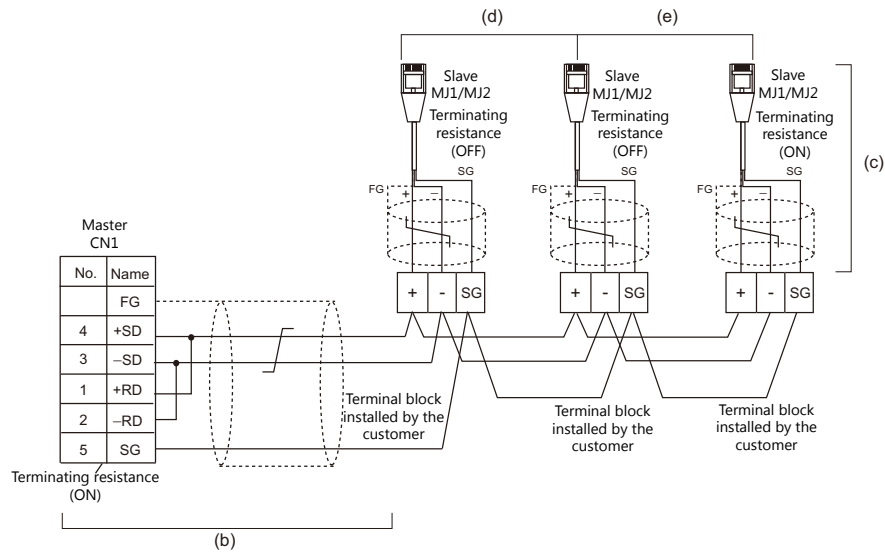 (d)
(e)
Slave
MJ1/MJ2
Terminating
resistance
(OFF)
SG
FG
+
–
Slave
MJ1/MJ2
Terminating
resistance
(OFF)
SG
FG
+
–
Slave
MJ1/MJ2
Terminating
resistance
(ON)
SG
FG
+
–
(c)
+ - SG
+ - SG
+ - SG
Master
CN1
No. Name
FG
4 +SD
3 –SD
1 +RD
2 –RD
5 SG
Terminating resistance
(ON)
Terminal block
installed by the
customer
Terminal block
installed by the
customer
Terminal block
installed by the
customer
(b)